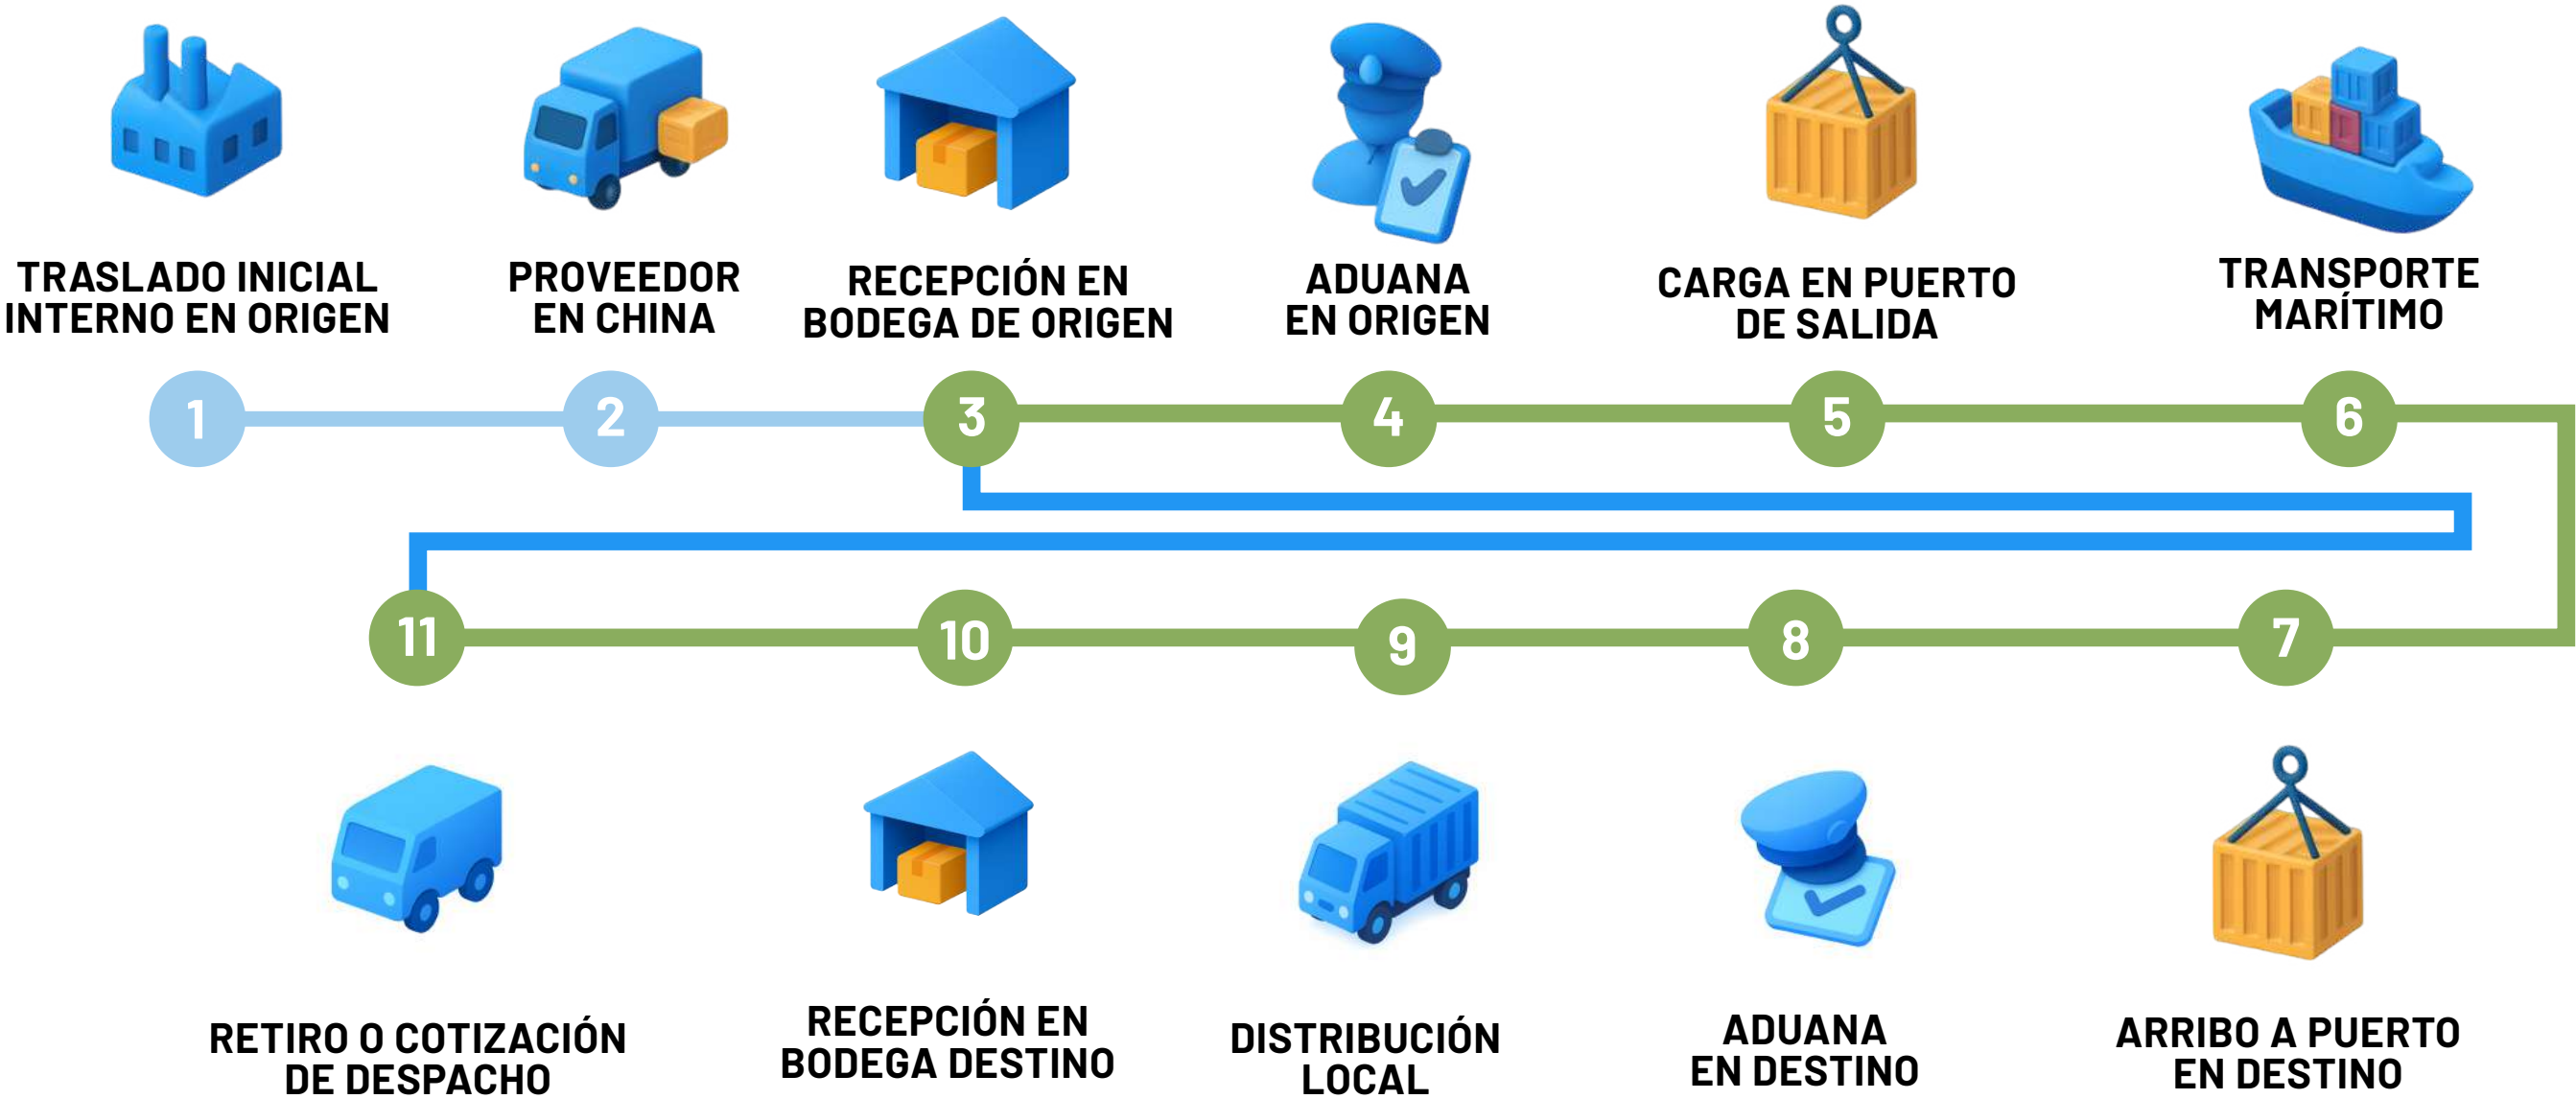 TRASLADO INICIAL
INTERNO EN ORIGEN
PROVEEDOR
EN CHINA
RECEPCIÓN EN
BODEGA DE ORIGEN
ADUANA
EN ORIGEN
CARGA EN PUERTO
DE SALIDA
TRANSPORTE
MARÍTIMO
1
2
3
4
5
6
11
10
9
8
7
RETIRO O COTIZACIÓN
DE DESPACHO
RECEPCIÓN EN
BODEGA DESTINO
DISTRIBUCIÓN
LOCAL
ADUANA
EN DESTINO
ARRIBO A PUERTO
EN DESTINO